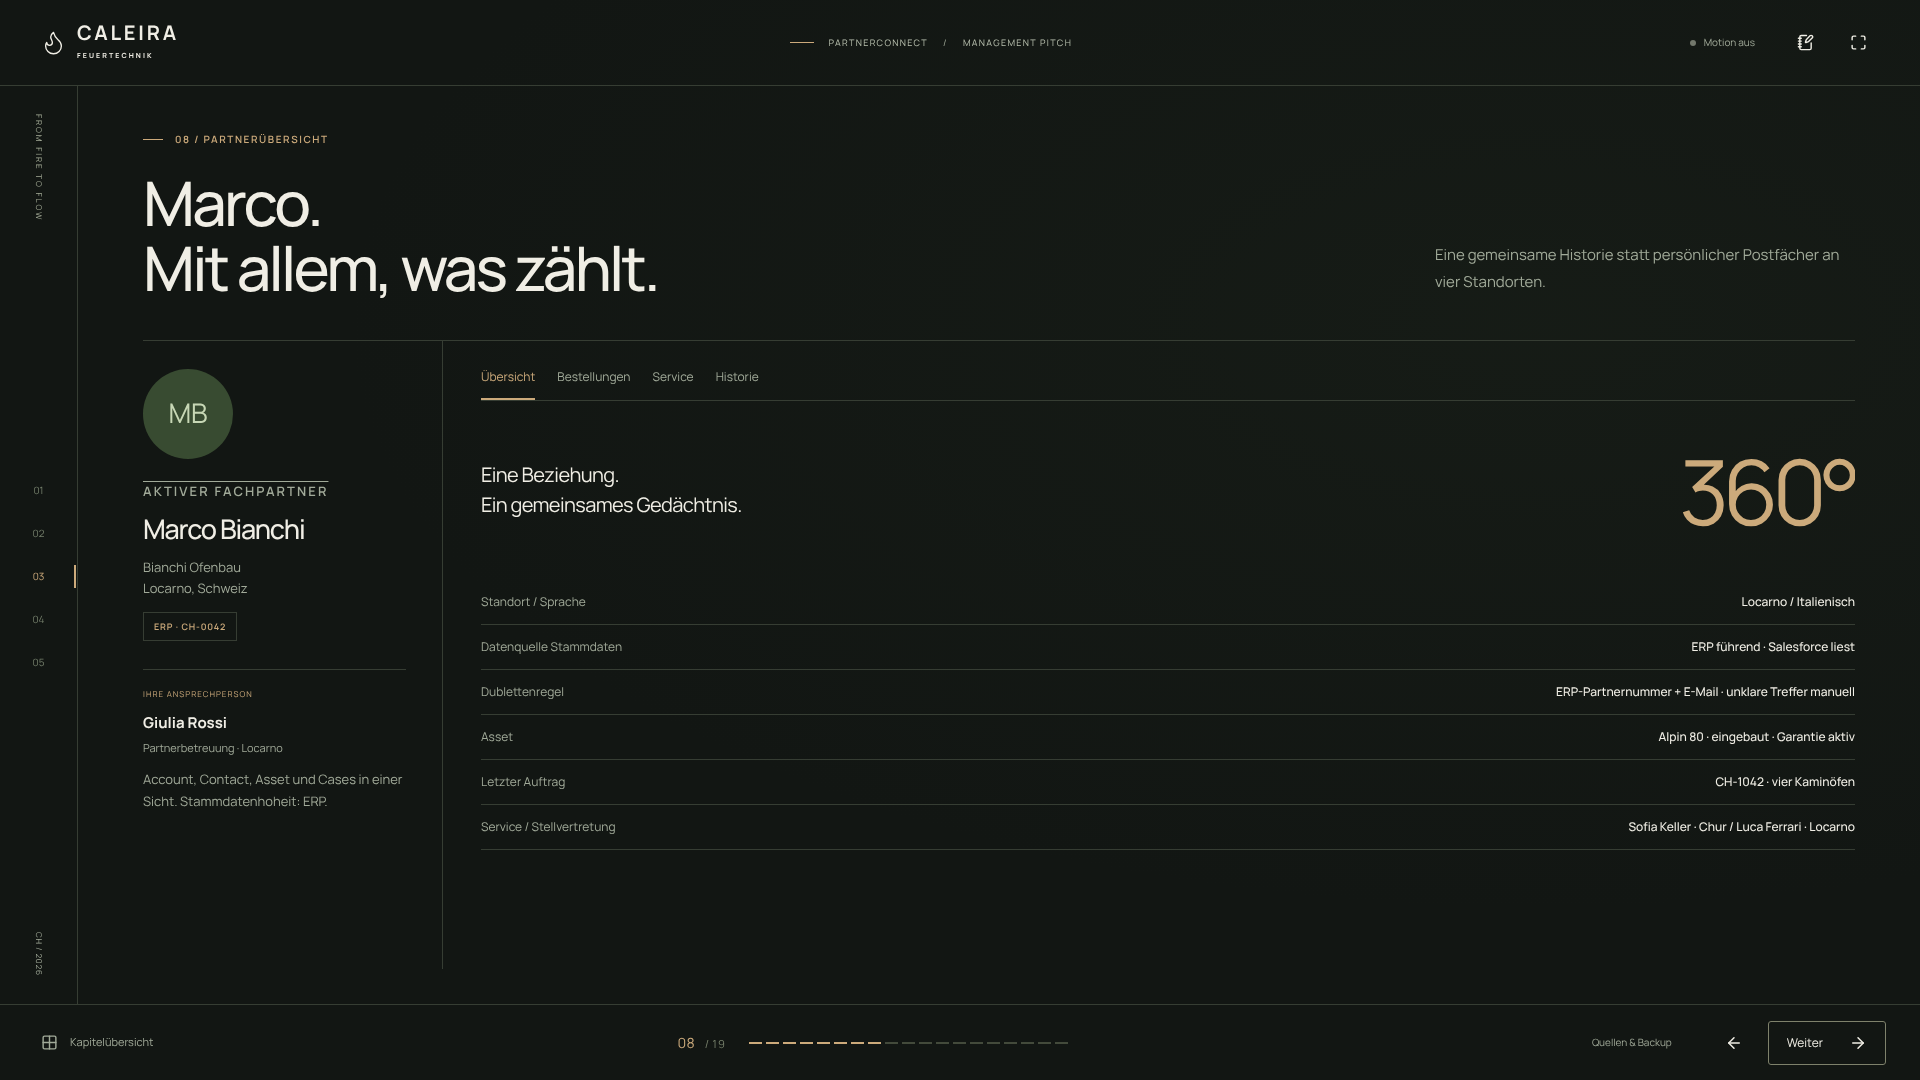 CALEIRA
FEUERTECHNIK
PARTNERCONNECT / MANAGEMENT PITCH
Motion aus
FROM FIRE TO FLOW
01
02
03
04
05
CH / 2026
08 / PARTNERÜBERSICHT
Marco.
Mit allem, was zählt.
Eine gemeinsame Historie statt persönlicher Postfächer an
vier Standorten.
MB
AKTIVER FACHPARTNER
Marco Bianchi
Bianchi Ofenbau
Locarno, Schweiz
ERP · CH-0042
IHRE ANSPRECHPERSON
Giulia Rossi
Partnerbetreuung · Locarno
Account, Contact, Asset und Cases in einer
Sicht. Stammdatenhoheit: ERP.
Übersicht Bestellungen Service Historie
Eine Beziehung.
Ein gemeinsames Gedächtnis.
360°
Standort / Sprache Locarno / Italienisch
Datenquelle Stammdaten ERP führend · Salesforce liest
Dublettenregel ERP-Partnernummer + E-Mail · unklare Treffer manuell
Asset Alpin 80 · eingebaut · Garantie aktiv
Letzter Auftrag CH-1042 · vier Kaminöfen
Service / Stellvertretung Sofia Keller · Chur / Luca Ferrari · Locarno
Kapitelübersicht
08 / 19
Quellen & Backup
Weiter